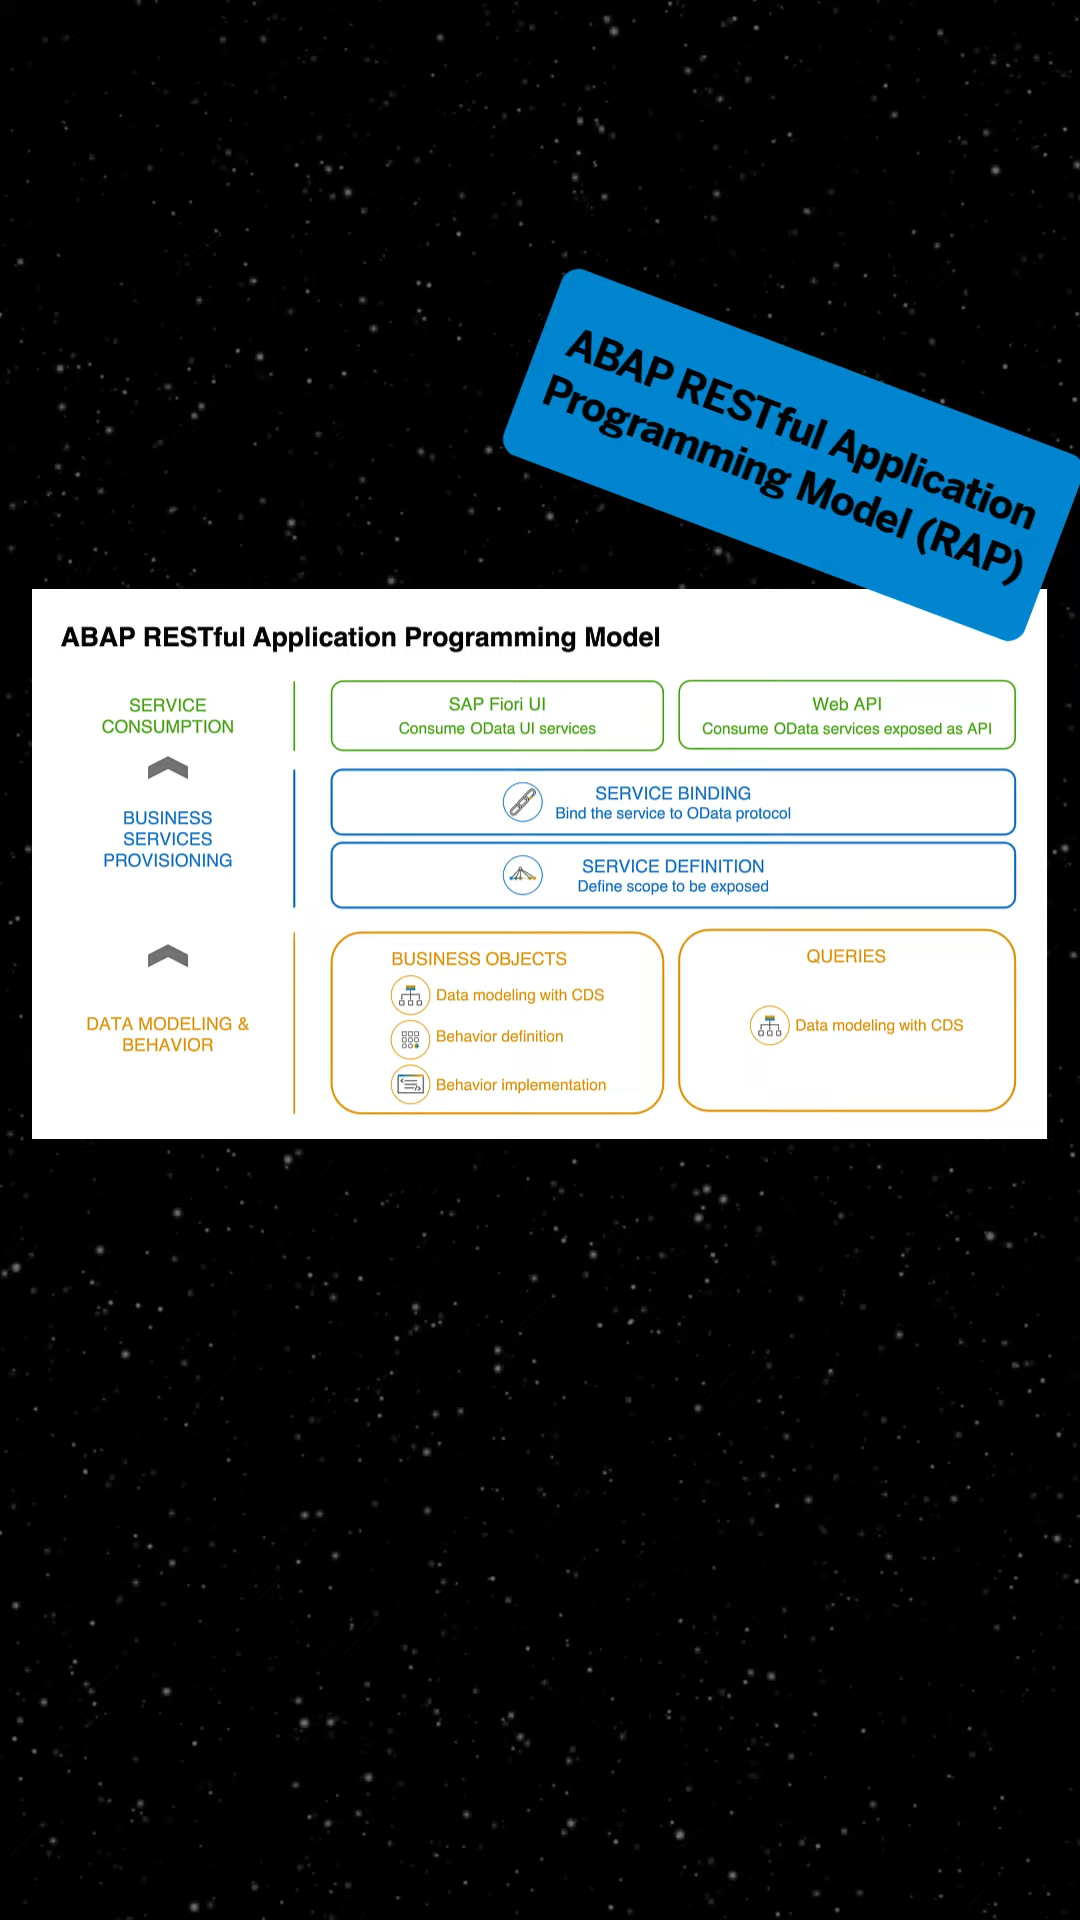 ABAP RESTful Application
Programming Model (RAP)
ABAP RESTful Application Programming Model
SERVICE
CONSUMPTION
SAP Fiori UI
Consume OData UI services
Web API
Consume OData services exposed as API
BUSINESS
SERVICES
PROVISIONING
SERVICE BINDING
Bind the service to OData protocol
SERVICE DEFINITION
Define scope to be exposed
DATA MODELING &
BEHAVIOR
BUSINESS OBJECTS
Data modeling with CDS
Behavior definition
Behavior implementation
QUERIES
Data modeling with CDS